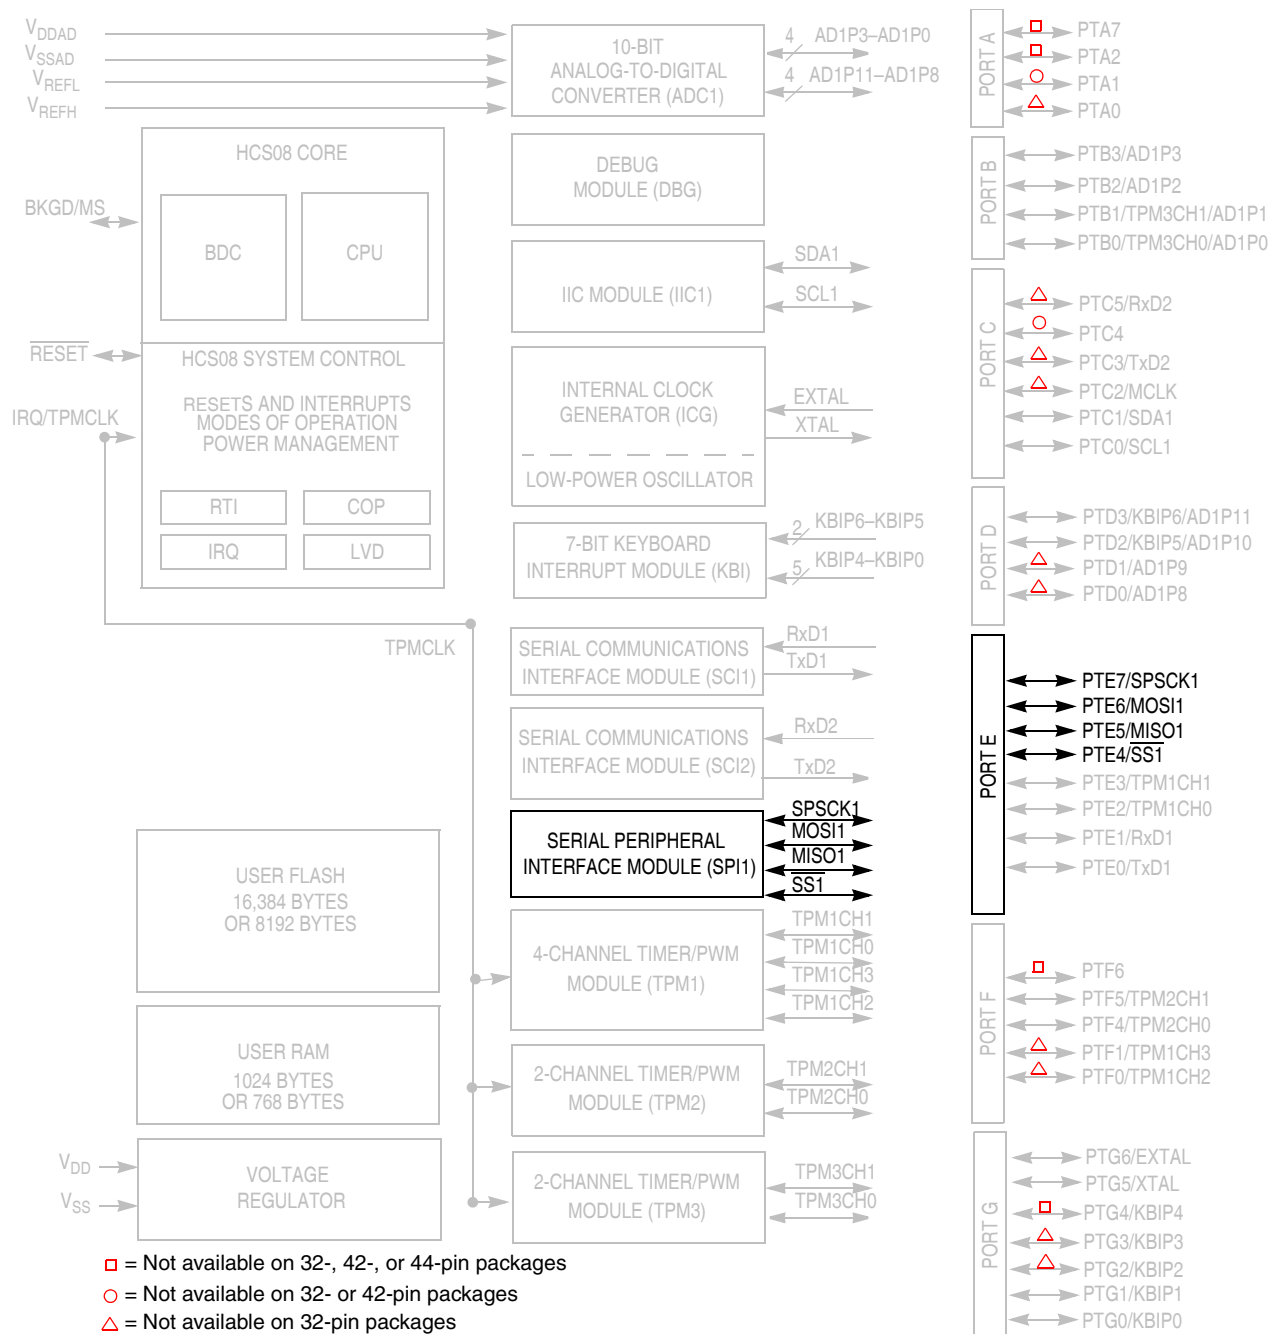 VDDAD
VSSAD
VREFL
VREFH
10-BIT
ANALOG-TO-DIGITAL
CONVERTER (ADC1)
4 AD1P3–AD1P0
4 AD1P11–AD1P8
HCS08 CORE
BDC
CPU
BKGD/MS
RESET
HCS08 SYSTEM CONTROL
RESETS AND INTERRUPTS
MODES OF OPERATION
POWER MANAGEMENT
IRQ/TPMCLK
RTI
COP
IRQ
LVD
TPMCLK
DEBUG
MODULE (DBG)
IIC MODULE (IIC1)
SDA1
SCL1
INTERNAL CLOCK
GENERATOR (ICG)
LOW-POWER OSCILLATOR
EXTAL
XTAL
7-BIT KEYBOARD
INTERRUPT MODULE (KBI)
2 KBIP6–KBIP5
5 KBIP4–KBIP0
SERIAL COMMUNICATIONS
INTERFACE MODULE (SCI1)
RxD1
TxD1
SERIAL COMMUNICATIONS
INTERFACE MODULE (SCI2)
RxD2
TxD2
SERIAL PERIPHERAL
INTERFACE MODULE (SPI1)
SPSCK1
MOSI1
MISO1
SS1
USER FLASH
16,384 BYTES
OR 8192 BYTES
4-CHANNEL TIMER/PWM
MODULE (TPM1)
TPM1CH1
TPM1CH0
TPM1CH3
TPM1CH2
USER RAM
1024 BYTES
OR 768 BYTES
2-CHANNEL TIMER/PWM
MODULE (TPM2)
TPM2CH1
TPM2CH0
VDD
VSS
VOLTAGE
REGULATOR
2-CHANNEL TIMER/PWM
MODULE (TPM3)
TPM3CH1
TPM3CH0
PORT A
PTA7
PTA2
PTA1
PTA0
PORT B
PTB3/AD1P3
PTB2/AD1P2
PTB1/TPM3CH1/AD1P1
PTB0/TPM3CH0/AD1P0
PORT C
PTC5/RxD2
PTC4
PTC3/TxD2
PTC2/MCLK
PTC1/SDA1
PTC0/SCL1
PORT D
PTD3/KBIP6/AD1P11
PTD2/KBIP5/AD1P10
PTD1/AD1P9
PTD0/AD1P8
PORT E
PTE7/SPSCK1
PTE6/MOSI1
PTE5/MISO1
PTE4/SS1
PTE3/TPM1CH1
PTE2/TPM1CH0
PTE1/RxD1
PTE0/TxD1
PORT F
PTF6
PTF5/TPM2CH1
PTF4/TPM2CH0
PTF1/TPM1CH3
PTF0/TPM1CH2
PORT G
PTG6/EXTAL
PTG5/XTAL
PTG4/KBIP4
PTG3/KBIP3
PTG2/KBIP2
PTG1/KBIP1
PTG0/KBIP0
= Not available on 32-, 42-, or 44-pin packages
= Not available on 32- or 42-pin packages
= Not available on 32-pin packages